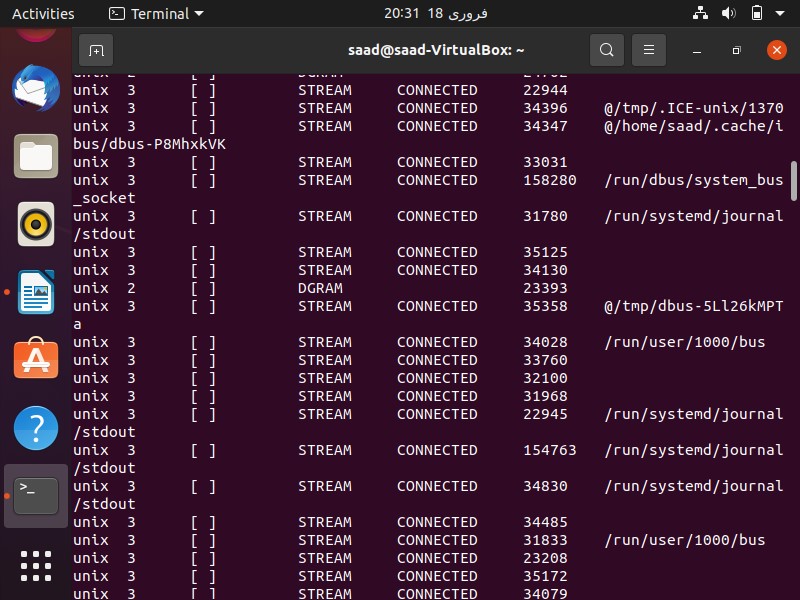 Activities Terminal 20:31 18 فروری
saad@saad-VirtualBox: ~
unix 2 [ ] DGRAM 24702
unix 3 [ ] STREAM CONNECTED 22944
unix 3 [ ] STREAM CONNECTED 34396 @/tmp/.ICE-unix/1370
unix 3 [ ] STREAM CONNECTED 34347 @/home/saad/.cache/i
bus/dbus-P8MhxkVK
unix 3 [ ] STREAM CONNECTED 33031
unix 3 [ ] STREAM CONNECTED 158280 /run/dbus/system_bus
_socket
unix 3 [ ] STREAM CONNECTED 31780 /run/systemd/journal
/stdout
unix 3 [ ] STREAM CONNECTED 35125
unix 3 [ ] STREAM CONNECTED 34130
unix 2 [ ] DGRAM 23393
unix 3 [ ] STREAM CONNECTED 35358 @/tmp/dbus-5Ll26kMPT
a
unix 3 [ ] STREAM CONNECTED 34028 /run/user/1000/bus
unix 3 [ ] STREAM CONNECTED 33760
unix 3 [ ] STREAM CONNECTED 32100
unix 3 [ ] STREAM CONNECTED 31968
unix 3 [ ] STREAM CONNECTED 22945 /run/systemd/journal
/stdout
unix 3 [ ] STREAM CONNECTED 154763 /run/systemd/journal
/stdout
unix 3 [ ] STREAM CONNECTED 34830 /run/systemd/journal
/stdout
unix 3 [ ] STREAM CONNECTED 34485
unix 3 [ ] STREAM CONNECTED 31833 /run/user/1000/bus
unix 3 [ ] STREAM CONNECTED 23208
unix 3 [ ] STREAM CONNECTED 35172
unix 3 [ ] STREAM CONNECTED 34079